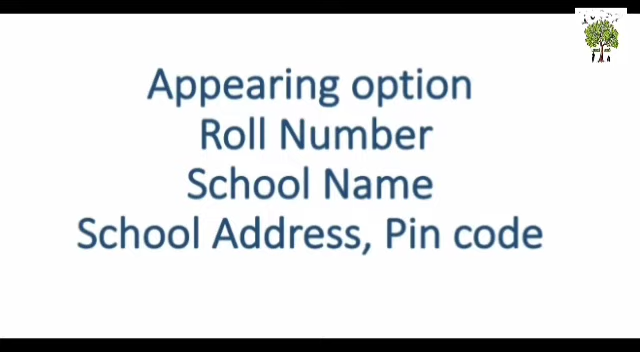 Appearing option
Roll Number
School Name
School Address, Pin code